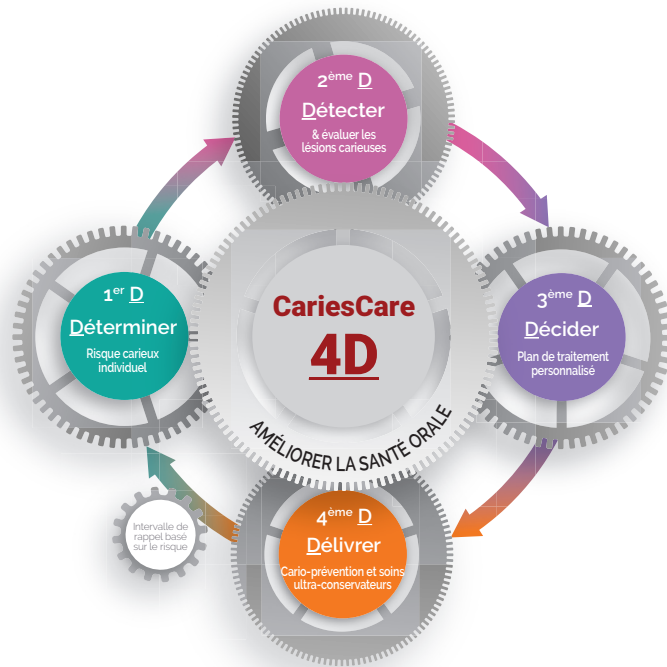 2ème D
Détecter
& évaluer les
lésions carieuses
1er D
Déterminer
Risque carieux
individuel
CariesCare
4D
AMÉLIORER LA SANTÉ ORALE
3ème D
Décider
Plan de traitement
personnalisé
4ème D
Délivrer
Cario-prévention et soins
ultra-conservateurs
Intervalle de
rappel basé
sur le risque